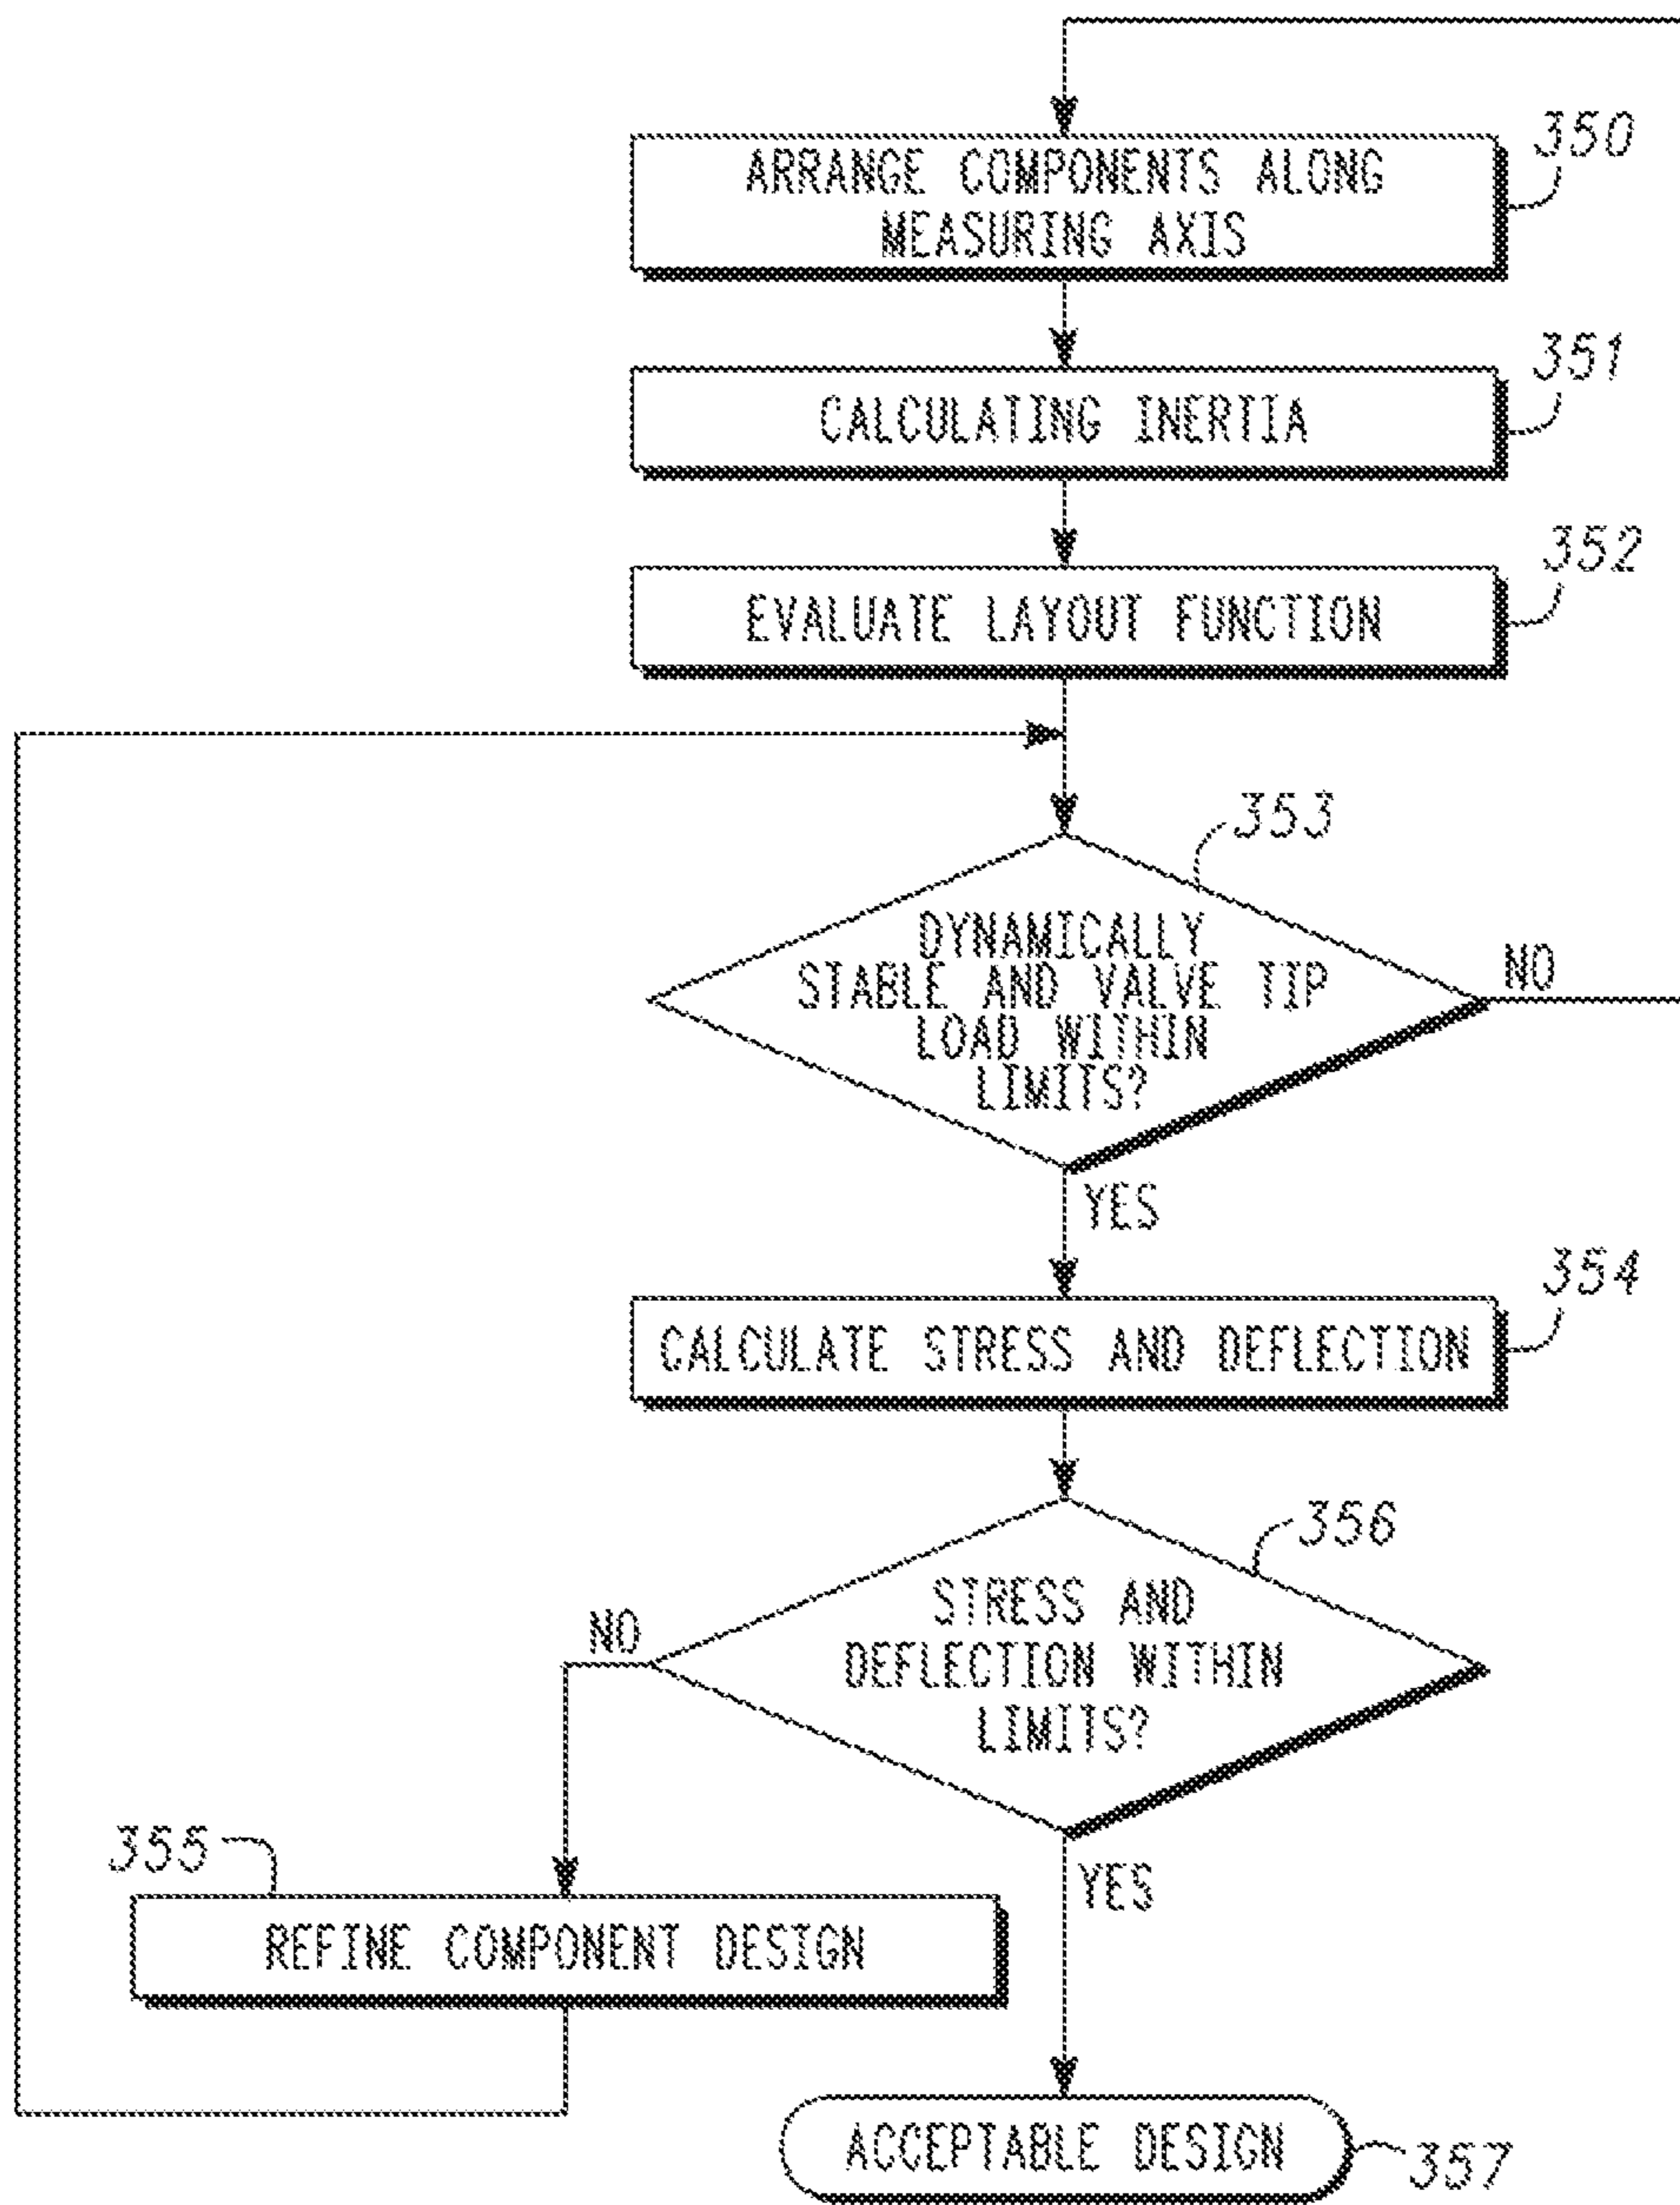 350
ARRANGE COMPONENTS ALONG
MEASURING AXIS
351
CALCULATING INERTIA
352
EVALUATE LAYOUT FUNCTION
353
DYNAMICALLY
STABLE AND VALVE TIP
LOAD WITHIN
LIMITS?
NO
YES
354
CALCULATE STRESS AND DEFLECTION
356
STRESS AND
DEFLECTION WITHIN
LIMITS?
NO
355
YES
REFINE COMPONENT DESIGN
ACCEPTABLE DESIGN
357